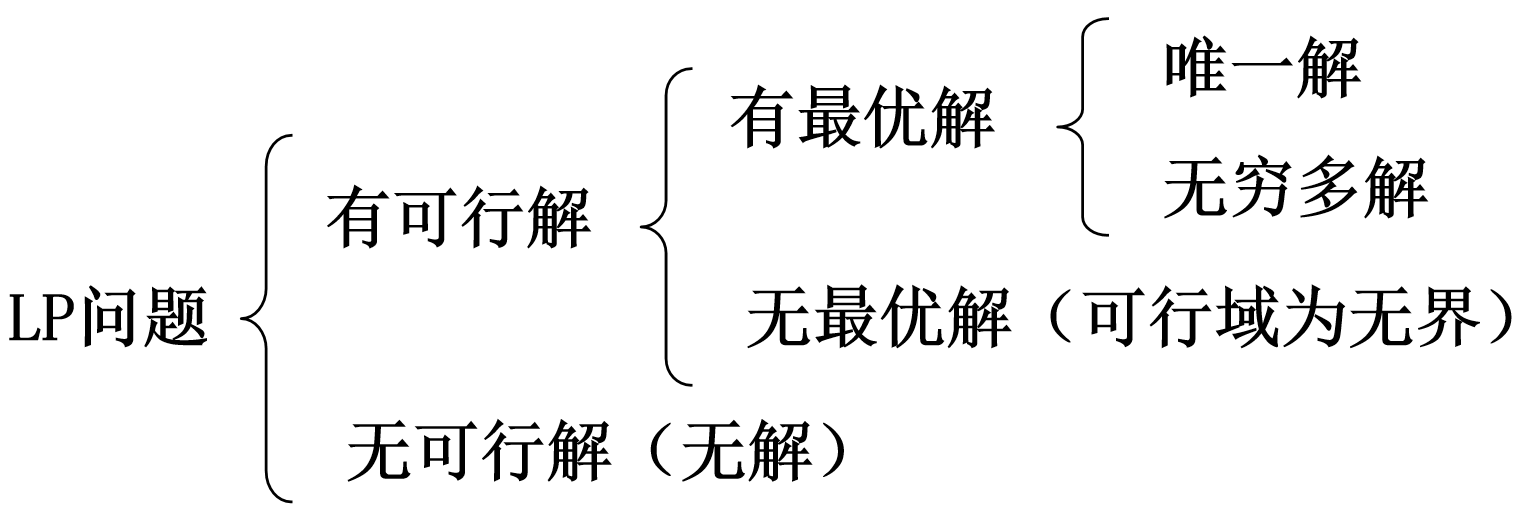 唯一解
有最优解
无穷多解
有可行解
LP问题
无最优解（可行域为无界）
无可行解（无解）